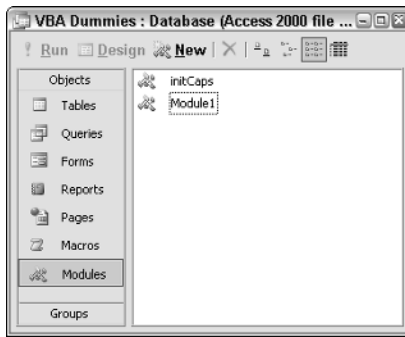 VBA Dummies : Database (Access 2000 file ...
Run Design New
Objects
Tables
Queries
Forms
Reports
Pages
Macros
Modules
Groups
initCaps
Module1